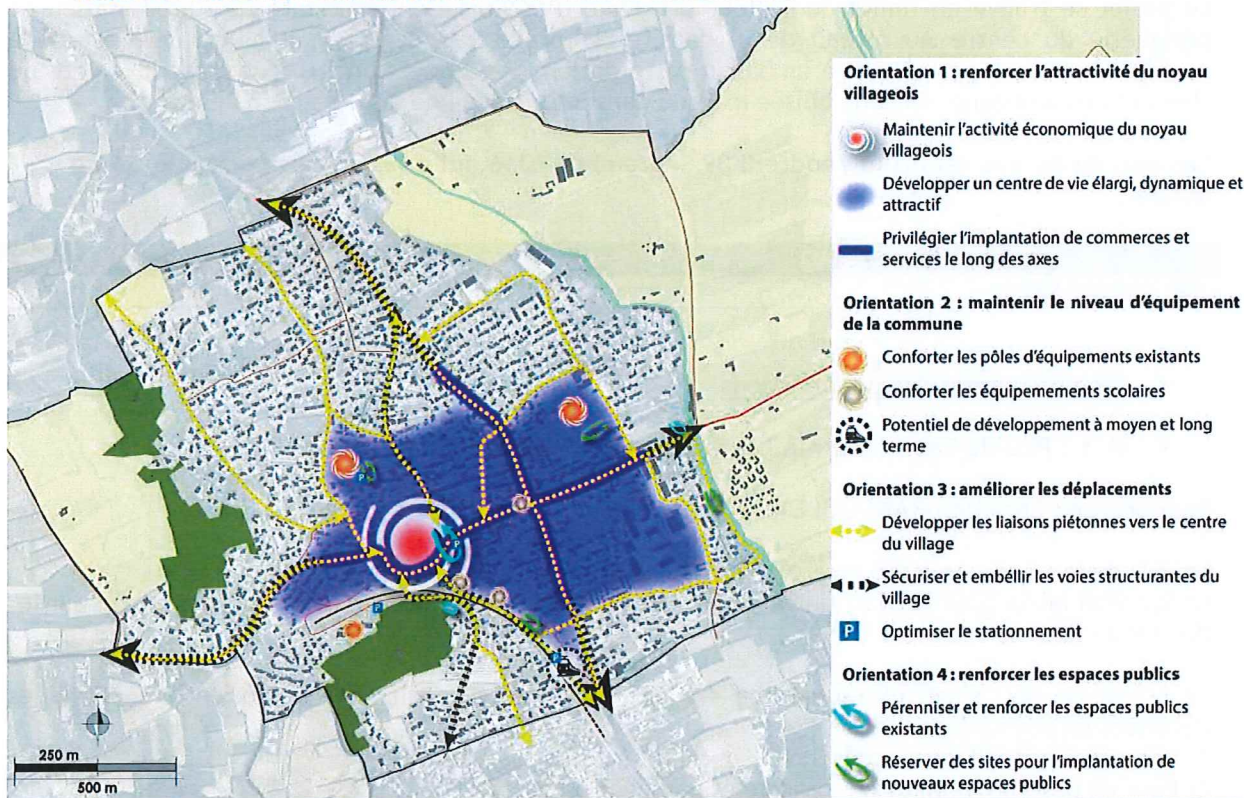 Orientation 1 : renforcer l'attractivité du noyau
villageois
Maintenir l'activité économique du noyau
villageois
Développer un centre de vie élargi, dynamique et
attractif
Privilégier l'implantation de commerces et
services le long des axes
Orientation 2 : maintenir le niveau d'équipement
de la commune
Conforter les pôles d'équipements existants
Conforter les équipemements scolaires
Potentiel de développement à moyen et long
terme
Orientation 3 : améliorer les déplacements
Développer les liaisons piétonnes vers le centre
du village
Sécuriser et embéllir les voies structurantes du
village
P Optimiser le stationnement
Orientation 4 : renforcer les espaces publics
Pérenniser et renforcer les espaces publics
existants
Réserver des sites pour l'implantation de
nouveaux espaces publics
P
P
P
P
250 m
500 m